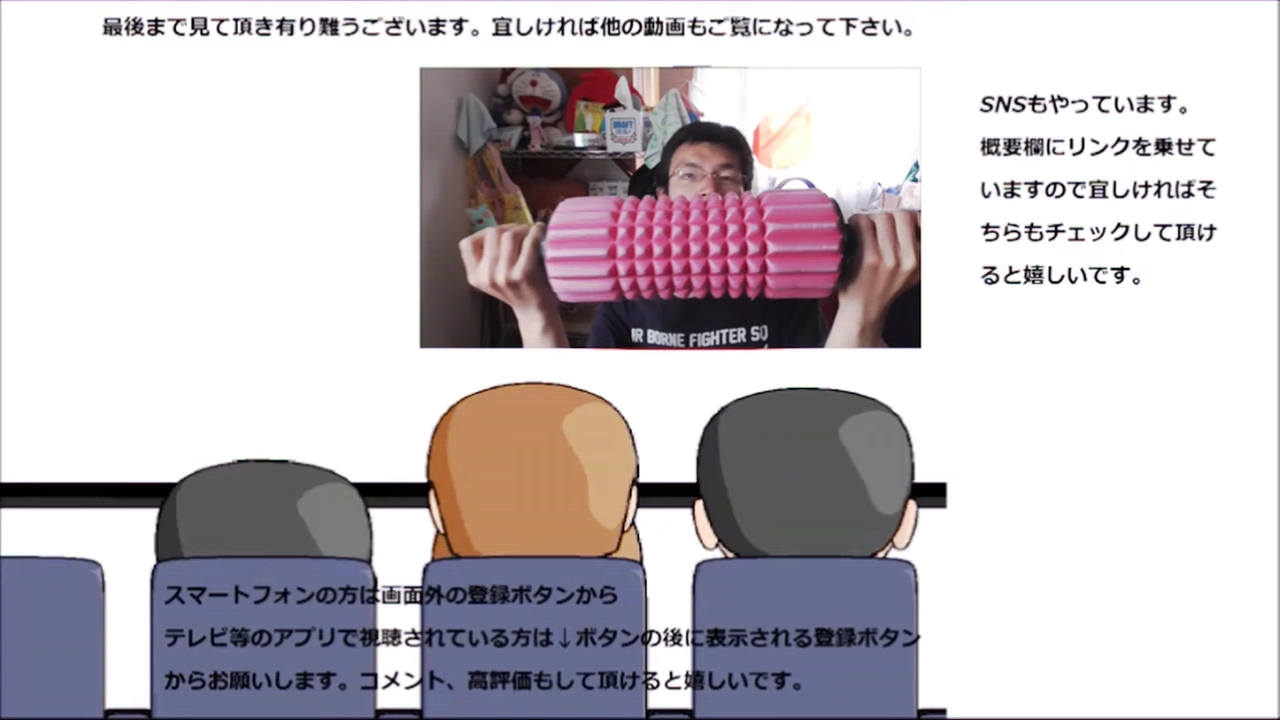 最後まで見て頂き有り難うございます。宜しければ他の動画もご覧になって下さい。
SNSもやっています。
概要欄にリンクを乗せて
いますので宜しければそ
ちらもチェックして頂け
ると嬉しいです。
DRAFT
IR BORNE FIGHTER SQ
スマートフォンの方は画面外の登録ボタンから
テレビ等のアプリで視聴されている方は↓ボタンの後に表示される登録ボタン
からお願いします。コメント、高評価もして頂けると嬉しいです。